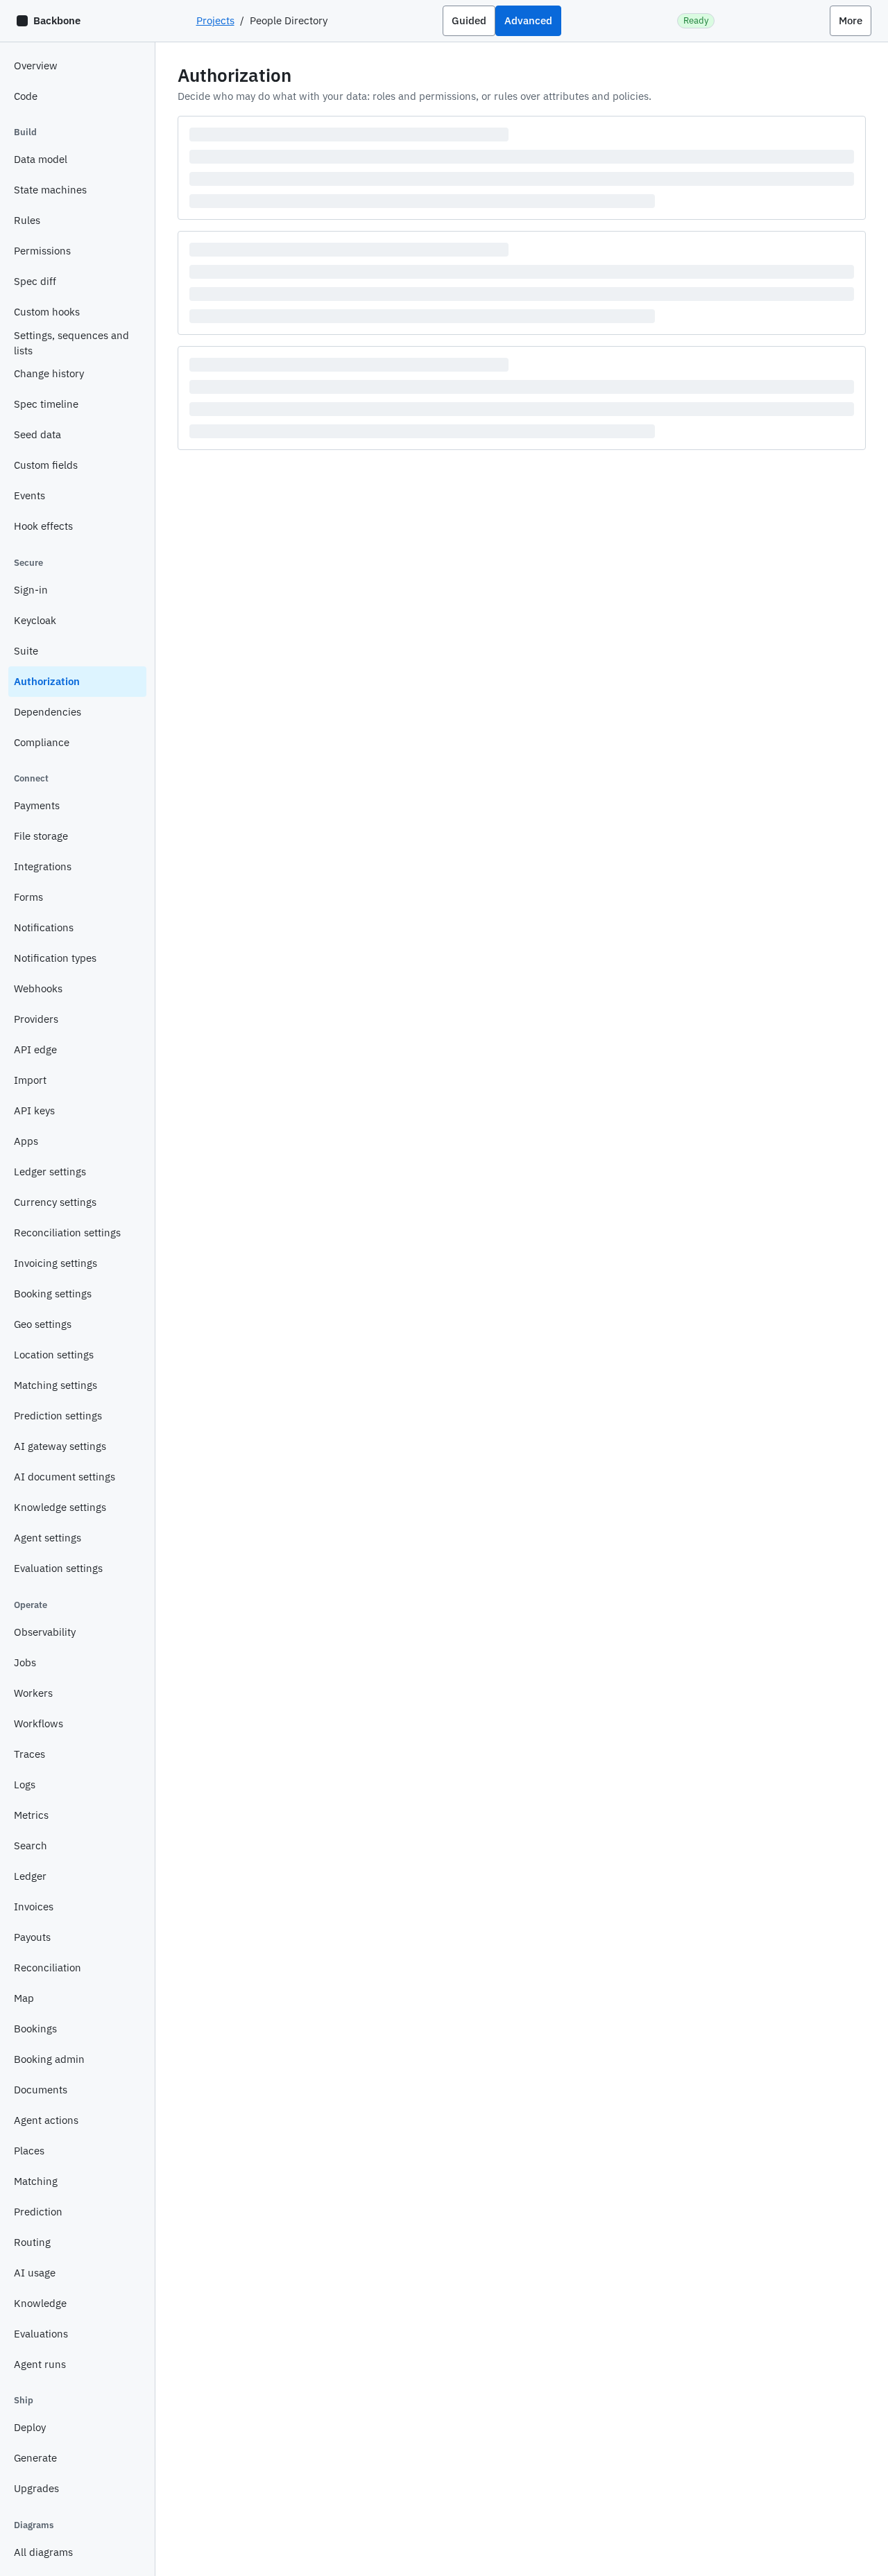 Backbone
Projects / People Directory
Guided
Advanced
Ready
More
Overview
Code
Build
Data model
State machines
Rules
Permissions
Spec diff
Custom hooks
Settings, sequences and
lists
Change history
Spec timeline
Seed data
Custom fields
Events
Hook effects
Secure
Sign-in
Keycloak
Suite
Authorization
Dependencies
Compliance
Connect
Payments
File storage
Integrations
Forms
Notifications
Notification types
Webhooks
Providers
API edge
Import
API keys
Apps
Ledger settings
Currency settings
Reconciliation settings
Invoicing settings
Booking settings
Geo settings
Location settings
Matching settings
Prediction settings
AI gateway settings
AI document settings
Knowledge settings
Agent settings
Evaluation settings
Operate
Observability
Jobs
Workers
Workflows
Traces
Logs
Metrics
Search
Ledger
Invoices
Payouts
Reconciliation
Map
Bookings
Booking admin
Documents
Agent actions
Places
Matching
Prediction
Routing
AI usage
Knowledge
Evaluations
Agent runs
Ship
Deploy
Generate
Upgrades
Diagrams
All diagrams
Authorization
Decide who may do what with your data: roles and permissions, or rules over attributes and policies.